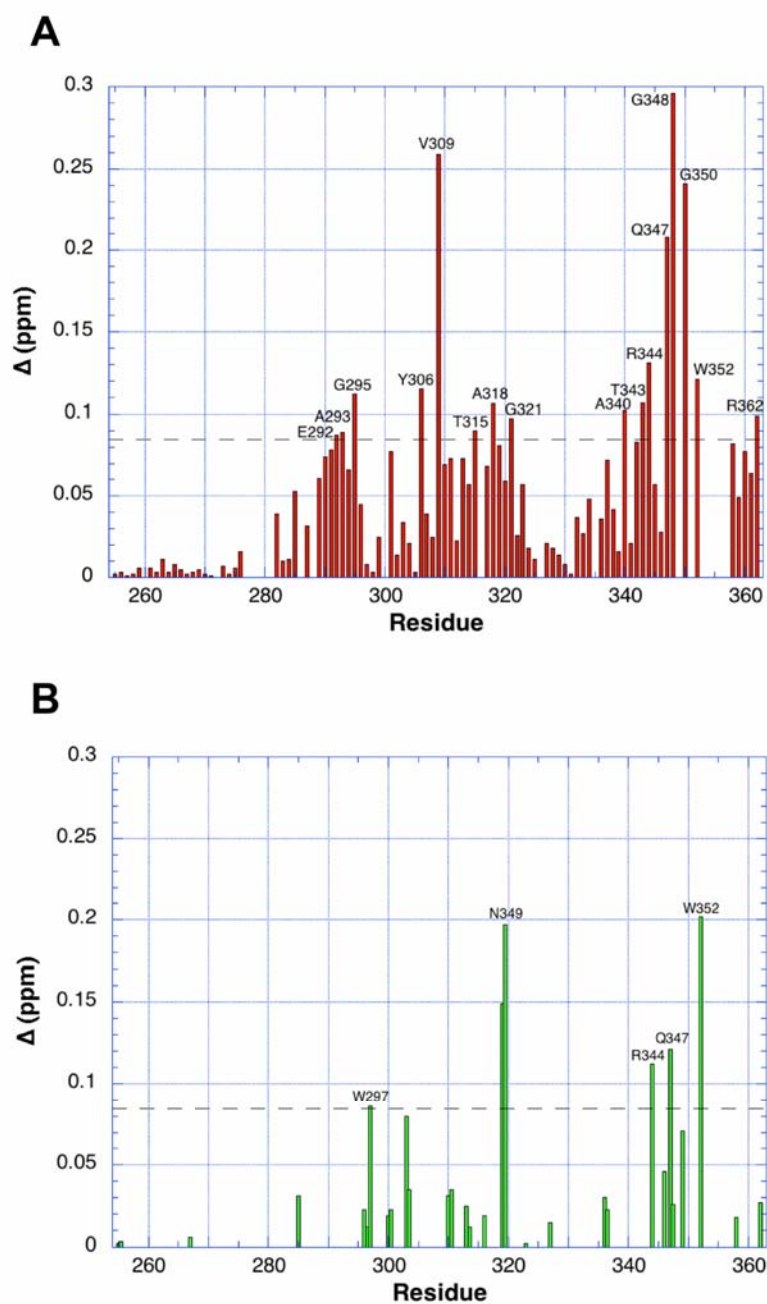 A
0.3
G348
V309
0.25
G350
Q347
0.2
Δ (ppm)
0.15
R344
W352
G295
Y306
A318
T343
R362
0.1
A293
A340
G321
T315
E292
0.05
0
260 280 300 320 340 360
Residue
B
0.3
0.25
N349
W352
0.2
Δ (ppm)
0.15
Q347
R344
0.1
W297
0.05
0
260 280 300 320 340 360
Residue